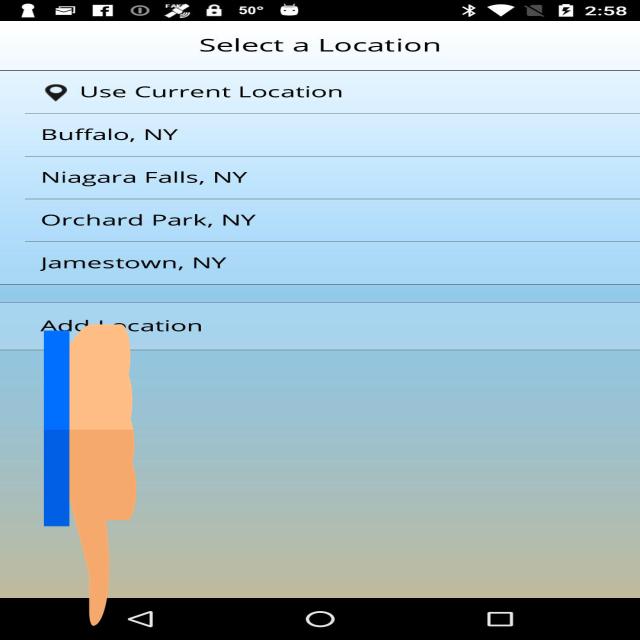 50° 2:58
Select a Location
Use Current Location
Buffalo, NY
Niagara Falls, NY
Orchard Park, NY
Jamestown, NY
Add Location